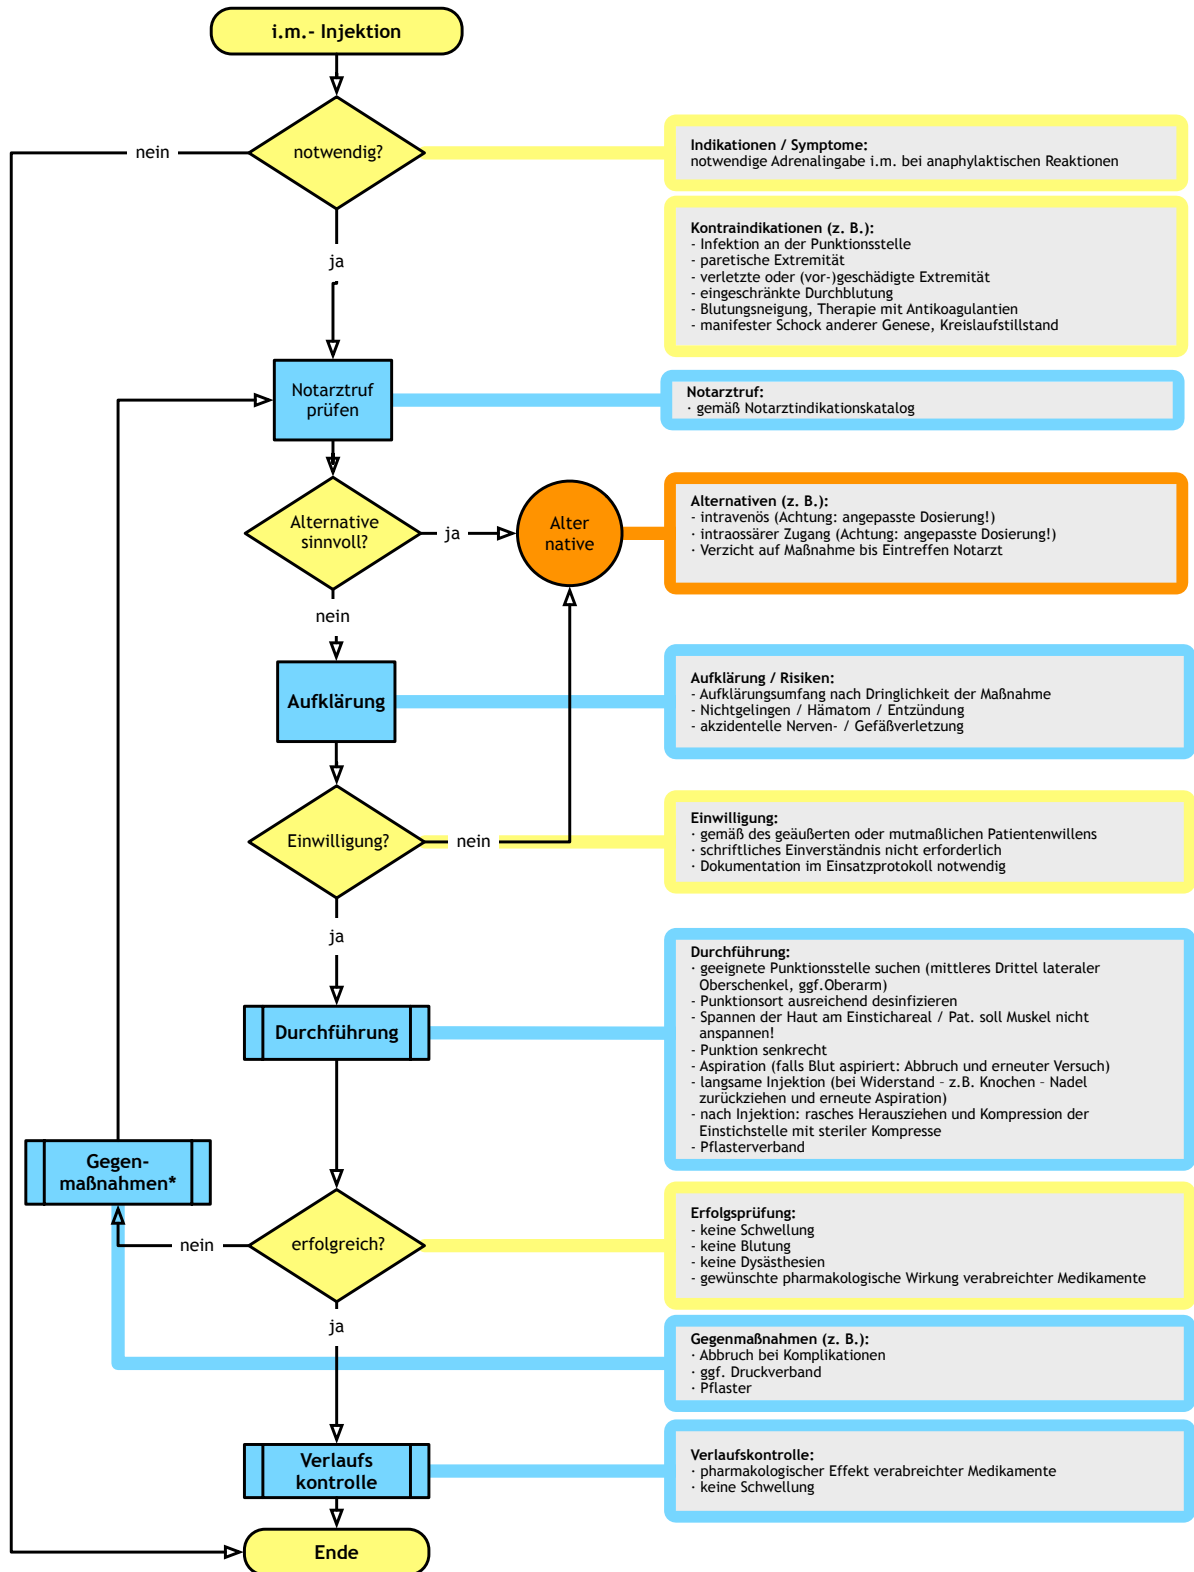 i.m.- Injektion
notwendig?
nein
ja
Indikationen / Symptome:
notwendige Adrenalingabe i.m. bei anaphylaktischen Reaktionen
Kontraindikationen (z. B.):
- Infektion an der Punktionsstelle
- paretische Extremität
- verletzte oder (vor-)geschädigte Extremität
- eingeschränkte Durchblutung
- Blutungsneigung, Therapie mit Antikoagulantien
- manifester Schock anderer Genese, Kreislaufstillstand
Notarztruf
prüfen
Notarztruf:
· gemäß Notarztindikationskatalog
Alternative
sinnvoll?
ja
nein
Alter
native
Alternativen (z. B.):
- intravenös (Achtung: angepasste Dosierung!)
- intraossärer Zugang (Achtung: angepasste Dosierung!)
- Verzicht auf Maßnahme bis Eintreffen Notarzt
Aufklärung
Aufklärung / Risiken:
- Aufklärungsumfang nach Dringlichkeit der Maßnahme
- Nichtgelingen / Hämatom / Entzündung
- akzidentelle Nerven- / Gefäßverletzung
Einwilligung?
nein
ja
Einwilligung:
· gemäß des geäußerten oder mutmaßlichen Patientenwillens
· schriftliches Einverständnis nicht erforderlich
· Dokumentation im Einsatzprotokoll notwendig
Durchführung
Durchführung:
· geeignete Punktionsstelle suchen (mittleres Drittel lateraler
Oberschenkel, ggf.Oberarm)
- Punktionsort ausreichend desinfizieren
- Spannen der Haut am Einstichareal / Pat. soll Muskel nicht
anspannen!
- Punktion senkrecht
- Aspiration (falls Blut aspiriert: Abbruch und erneuter Versuch)
- langsame Injektion (bei Widerstand – z.B. Knochen – Nadel
zurückziehen und erneute Aspiration)
- nach Injektion: rasches Herausziehen und Kompression der
Einstichstelle mit steriler Kompresse
- Pflasterverband
Gegen-
maßnahmen*
erfolgreich?
nein
ja
Erfolgsprüfung:
- keine Schwellung
- keine Blutung
- keine Dysästhesien
- gewünschte pharmakologische Wirkung verabreichter Medikamente
Gegenmaßnahmen (z. B.):
· Abbruch bei Komplikationen
· ggf. Druckverband
· Pflaster
Verlaufs
kontrolle
Verlaufskontrolle:
· pharmakologischer Effekt verabreichter Medikamente
· keine Schwellung
Ende